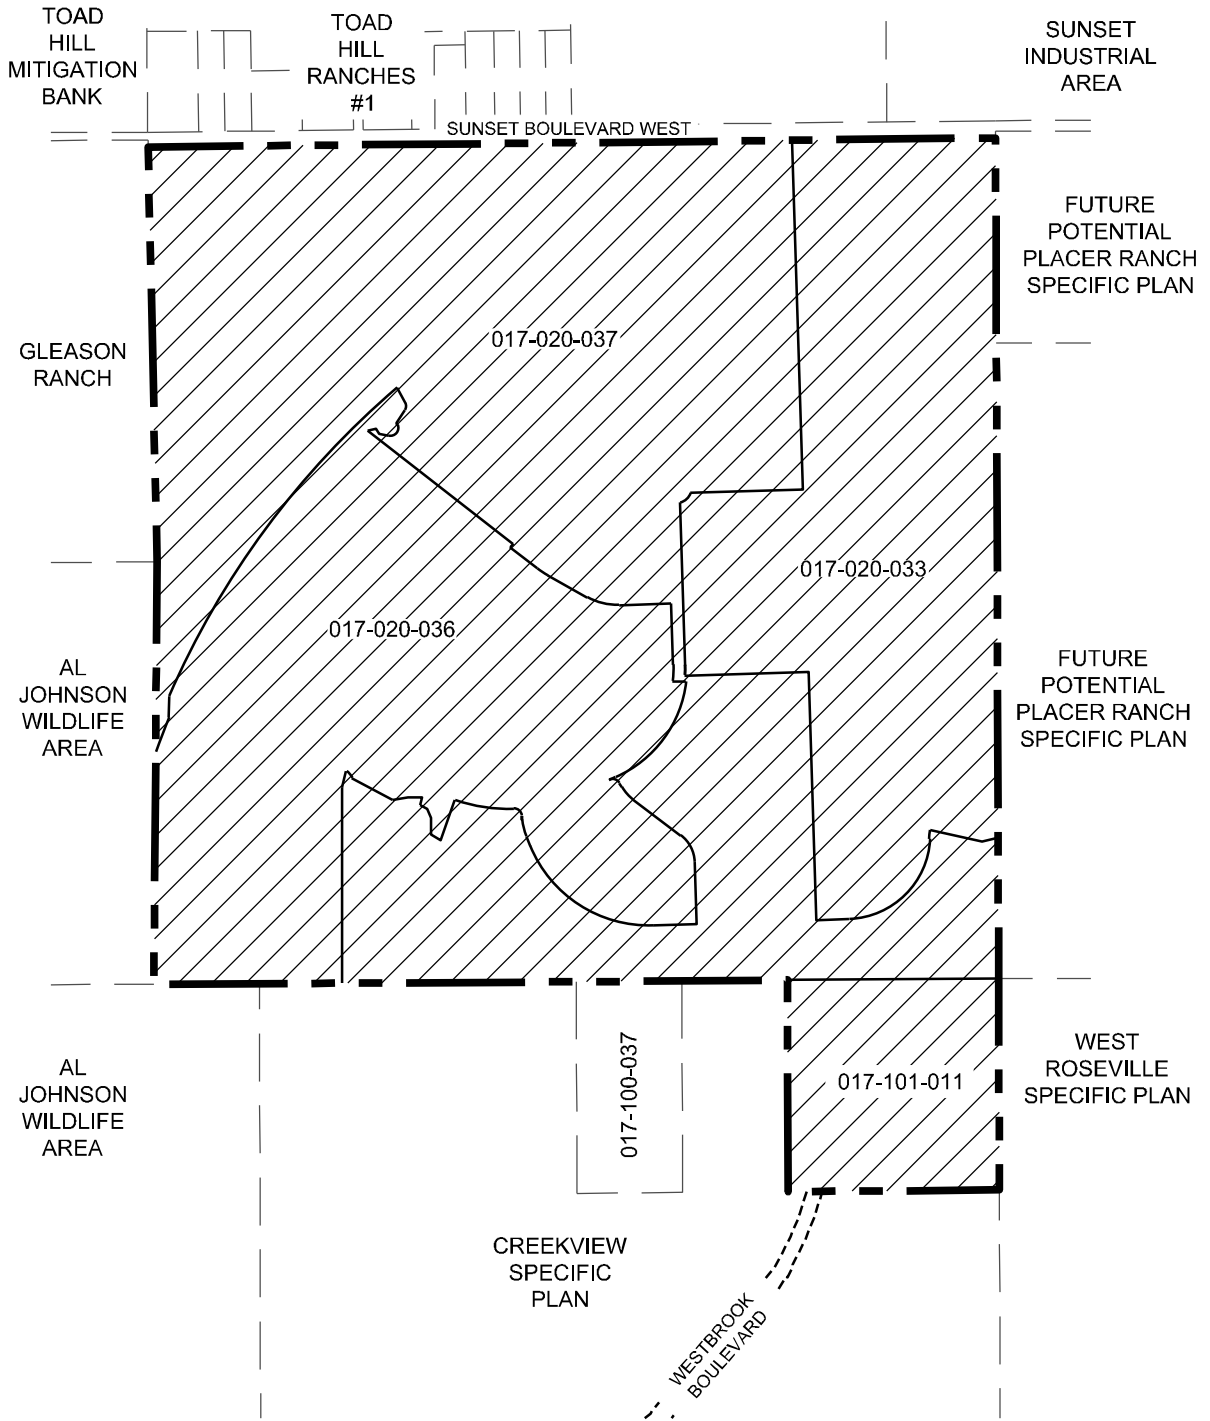 TOAD
HILL
MITIGATION
BANK
TOAD
HILL
RANCHES
#1
SUNSET
INDUSTRIAL
AREA
SUNSET BOULEVARD WEST
FUTURE
POTENTIAL
PLACER RANCH
SPECIFIC PLAN
GLEASON
RANCH
017-020-037
017-020-033
017-020-036
AL
JOHNSON
WILDLIFE
AREA
FUTURE
POTENTIAL
PLACER RANCH
SPECIFIC PLAN
AL
JOHNSON
WILDLIFE
AREA
017-100-037
017-101-011
WEST
ROSEVILLE
SPECIFIC PLAN
CREEKVIEW
SPECIFIC
PLAN
WESTBROOK
BOULEVARD